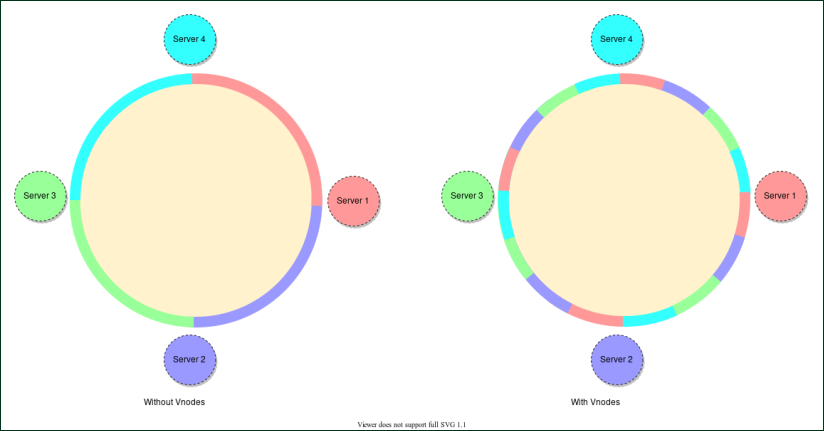 Server 4
Server 3
Server 1
Server 2
Without Vnodes
Server 4
Server 3
Server 1
Server 2
With Vnodes
Viewer does not support full SVG 1.1